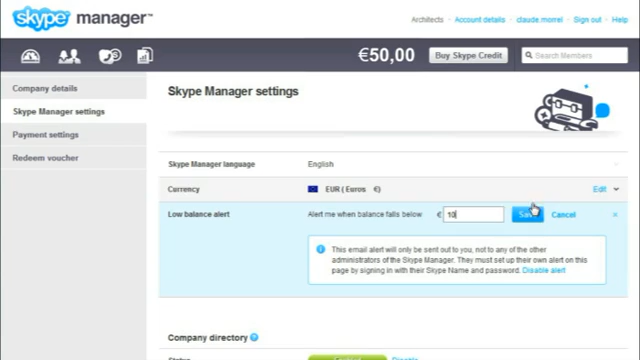 skype manager™
Architects · Account details · claude morrel · Sign out · Help
€50,00
Buy Skype Credit
Search Members
Company details
Skype Manager settings
Payment settings
Redeem voucher
Skype Manager settings
Skype Manager language English
Currency EUR ( Euros €) Edit
Low balance alert Alert me when balance falls below € 10 Save Cancel
This email alert will only be sent out to you, not to any of the other
administrators of the Skype Manager. They must set up their own alert on this
page by signing in with their Skype Name and password. Disable alert
Company directory ?
Status Enabled Disable